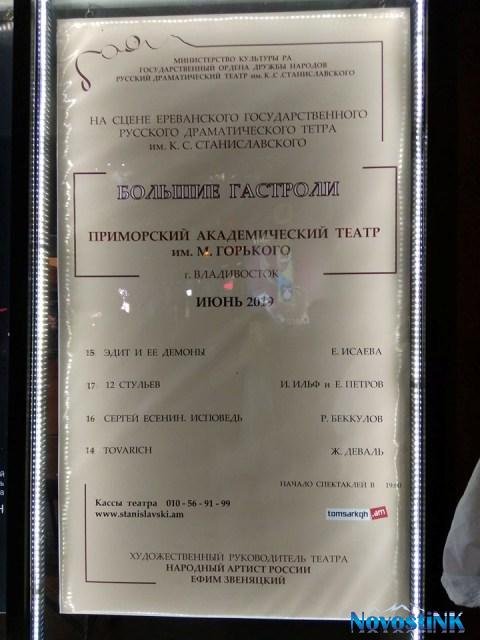 МИНИСТЕРСТВО КУЛЬТУРЫ РА
ГОСУДАРСТВЕННЫЙ ОРДЕНА ДРУЖБЫ НАРОДОВ
РУССКИЙ ДРАМАТИЧЕСКИЙ ТЕАТР им. К.С.СТАНИСЛАВСКОГО
НА СЦЕНЕ ЕРЕВАНСКОГО ГОСУДАРСТВЕННОГО
РУССКОГО ДРАМАТИЧЕСКОГО ТЕТРА
им. К. С. СТАНИСЛАВСКОГО
БОЛЬШИЕ ГАСТРОЛИ
ПРИМОРСКИЙ АКАДЕМИЧЕСКИЙ ТЕАТР
им. М. ГОРЬКОГО
г. ВЛАДИВОСТОК
ИЮНЬ 2019
15 ЭДИТ И ЕЕ ДЕМОНЫ Е. ИСАЕВА
17 12 СТУЛЬЕВ И. ИЛЬФ и Е. ПЕТРОВ
16 СЕРГЕЙ ЕСЕНИН. ИСПОВЕДЬ Р. БЕККУЛОВ
14 TOVARICH Ж. ДЕВАЛЬ
НАЧАЛО СПЕКТАКЛЕЙ В 19:00
Кассы театра 010 - 56 - 91 - 99
www.stanislavski.am
tomsarkgh.am
ХУДОЖЕСТВЕННЫЙ РУКОВОДИТЕЛЬ ТЕАТРА
НАРОДНЫЙ АРТИСТ РОССИИ
ЕФИМ ЗВЕНЯЦКИЙ
NovostiNK